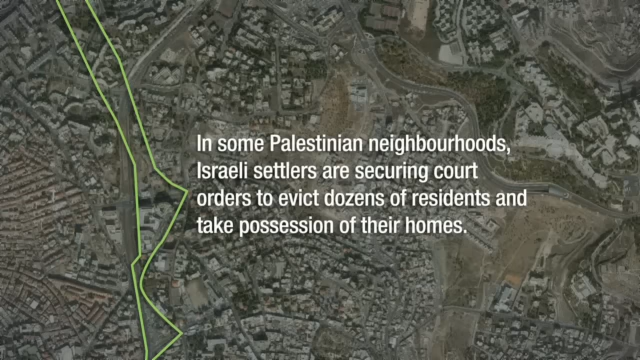 In some Palestinian neighbourhoods,
Israeli settlers are securing court
orders to evict dozens of residents and
take possession of their homes.